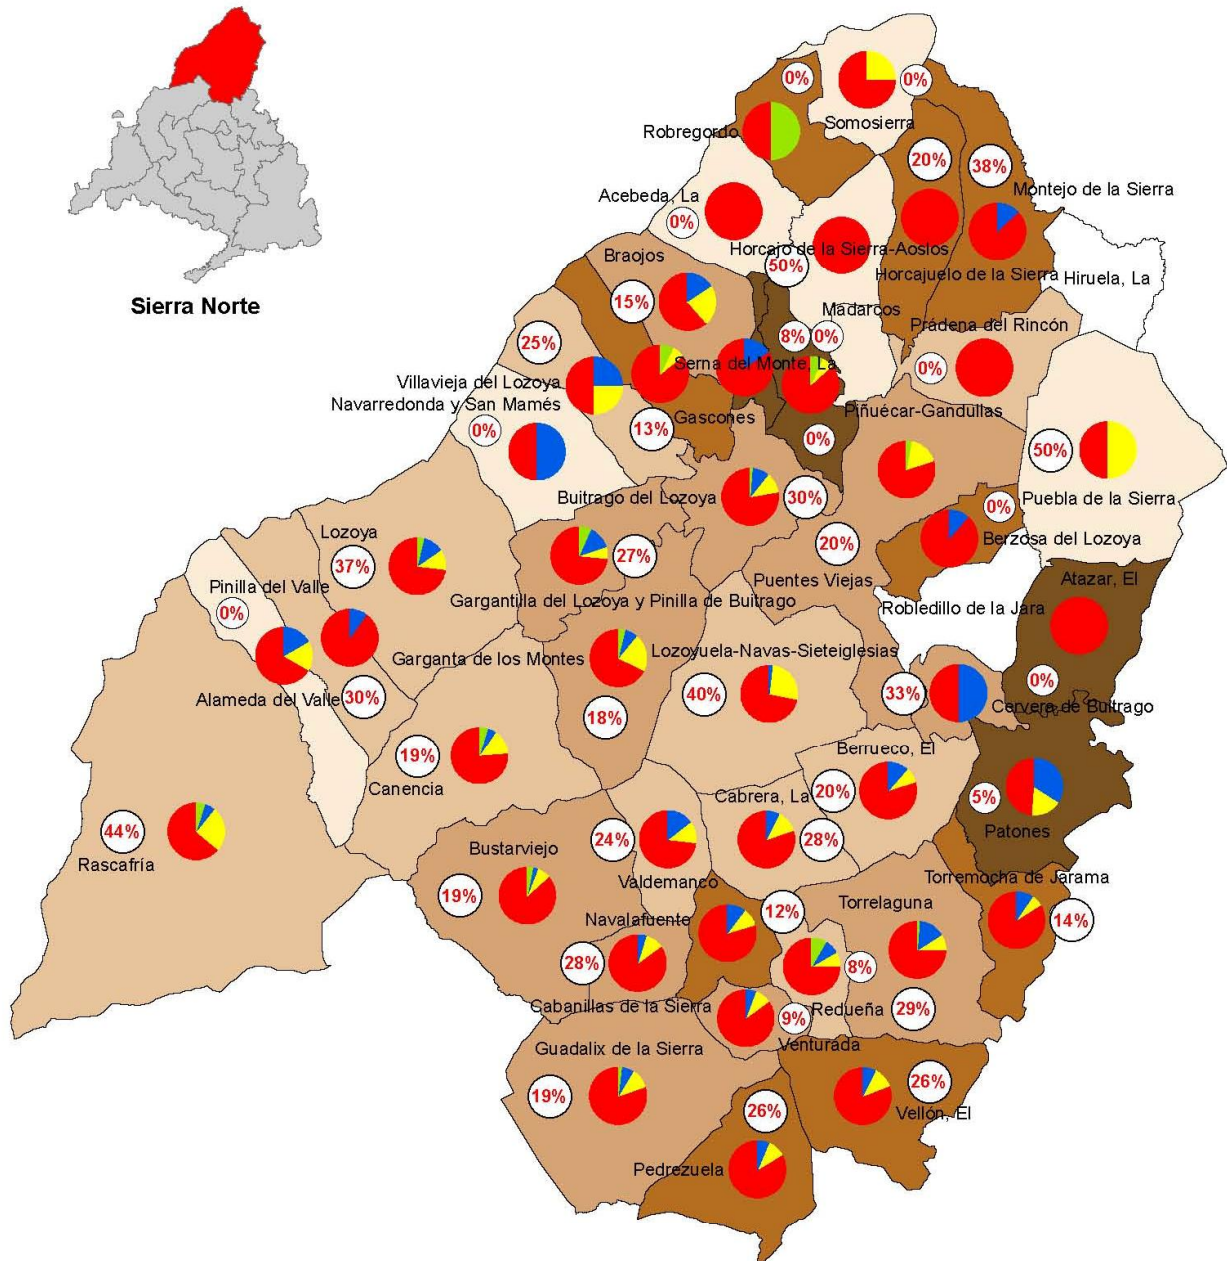 0%
0%
Somosierra
Robregordo
20%
38%
Montejo de la Sierra
Acebeda, La
0%
Horcajo de la Sierra-Aoslos
Braojos
50%
Horcajuelo de la Sierra
Hiruela, La
Sierra Norte
15%
Madarcos
8%
0%
Prádena del Rincón
25%
Serna del Monte, La
0%
Villavieja del Lozoya
Navarredonda y San Mamés
Gascones
Piñuécar-Gandullas
0%
13%
0%
50%
Buitrago del Lozoya
30%
Puebla de la Sierra
0%
Berzosa del Lozoya
Lozoya
37%
27%
20%
Puentes Viejas
Pinilla del Valle
Gargantilla del Lozoya y Pinilla de Buitrago
Atazar, El
0%
Robledillo de la Jara
Garganta de los Montes
Lozoyuela-Navas-Sieteiglesias
Alameda del Valle
30%
40%
33%
0%
Cervera de Buitrago
18%
Berrueco, El
19%
Canencia
20%
Cabrera, La
5%
Patones
44%
Rascafría
24%
28%
Bustarviejo
Valdemanco
Torremocha de Jarama
19%
Navalafuente
12%
Torrelaguna
14%
28%
8%
Cabanillas de la Sierra
Redueña
29%
9%
Venturada
Guadalix de la Sierra
19%
26%
26%
Vellón, El
Pedrezuela